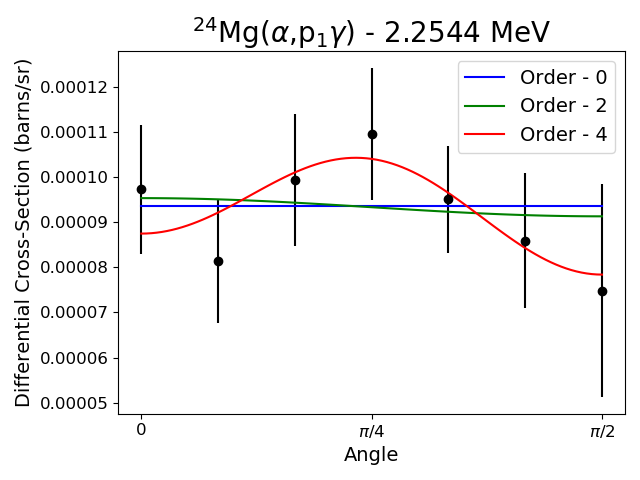 ²⁴Mg(α,p₁γ) - 2.2544 MeV
Order - 0
Order - 2
Order - 4
Differential Cross-Section (barns/sr)
0.00012
0.00011
0.00010
0.00009
0.00008
0.00007
0.00006
0.00005
0 π/4 π/2
Angle